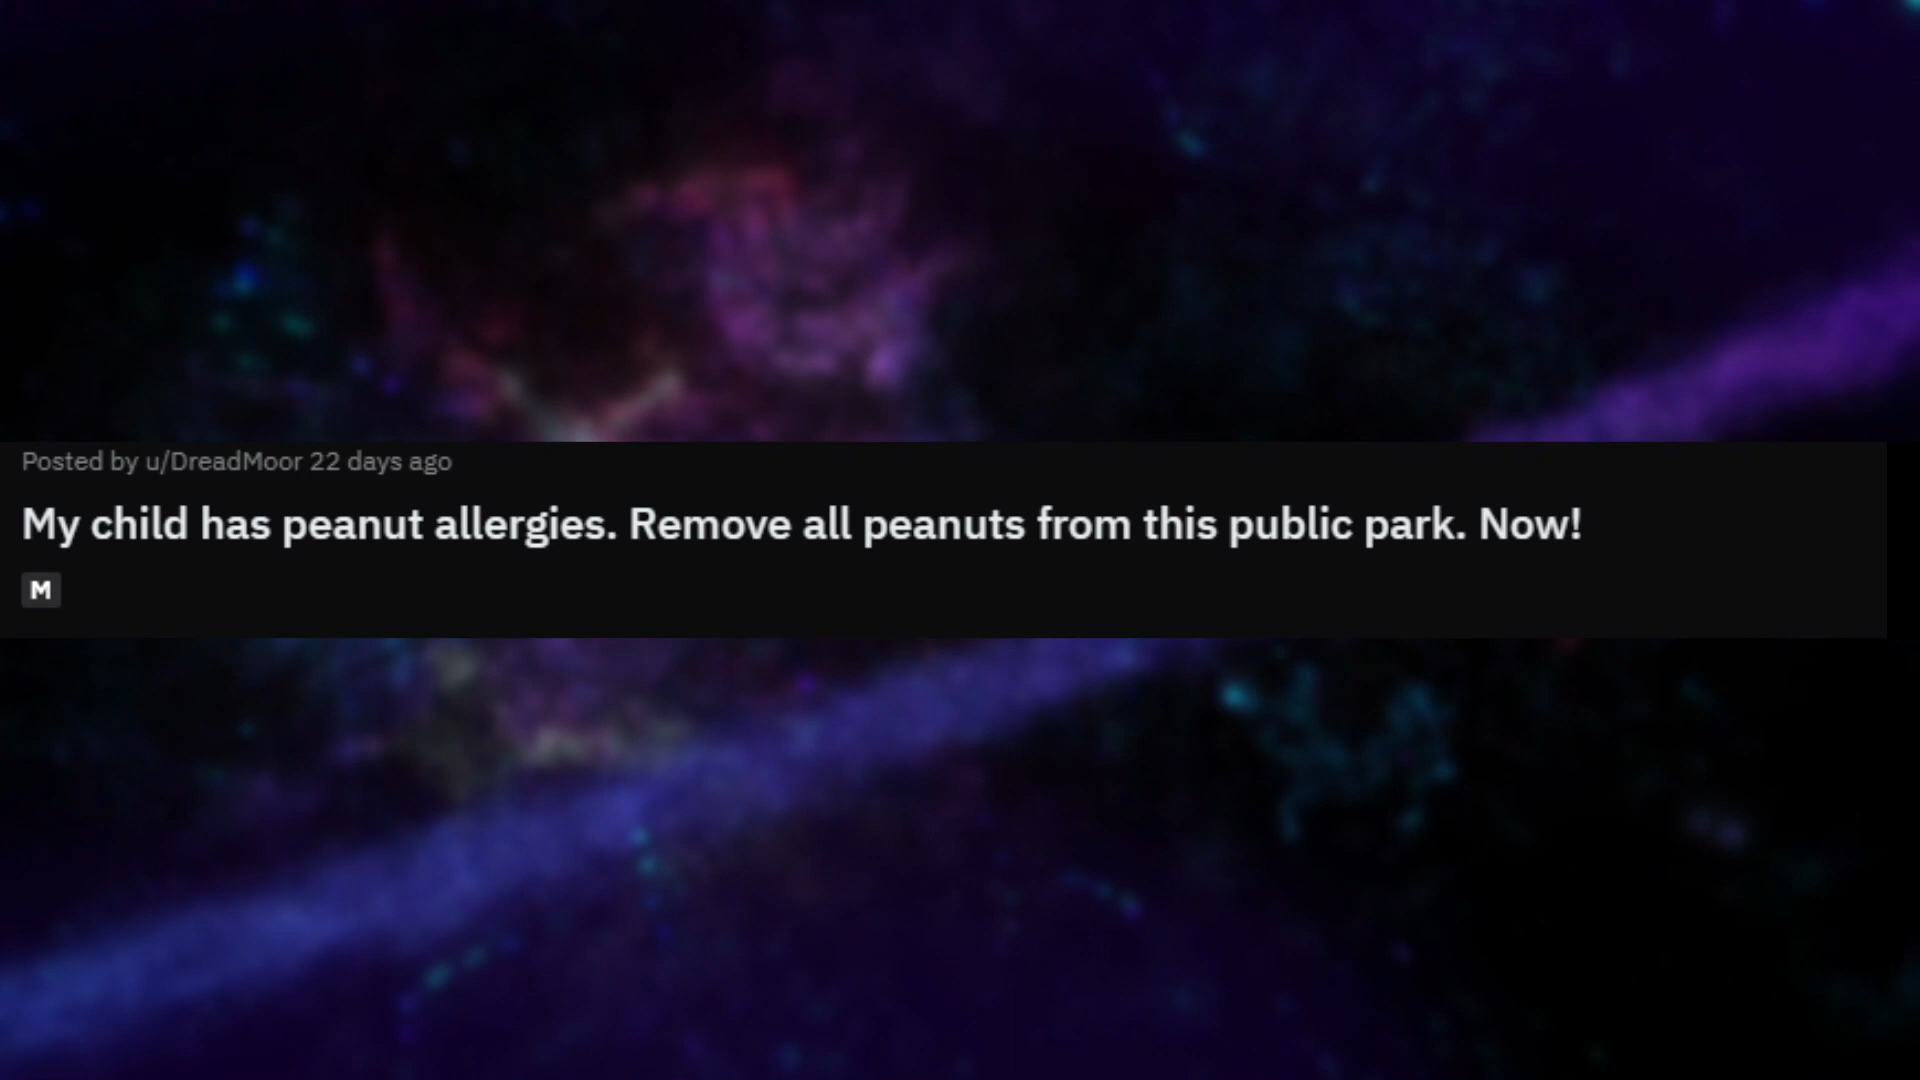 Posted by u/DreadMoor 22 days ago
My child has peanut allergies. Remove all peanuts from this public park. Now!
M